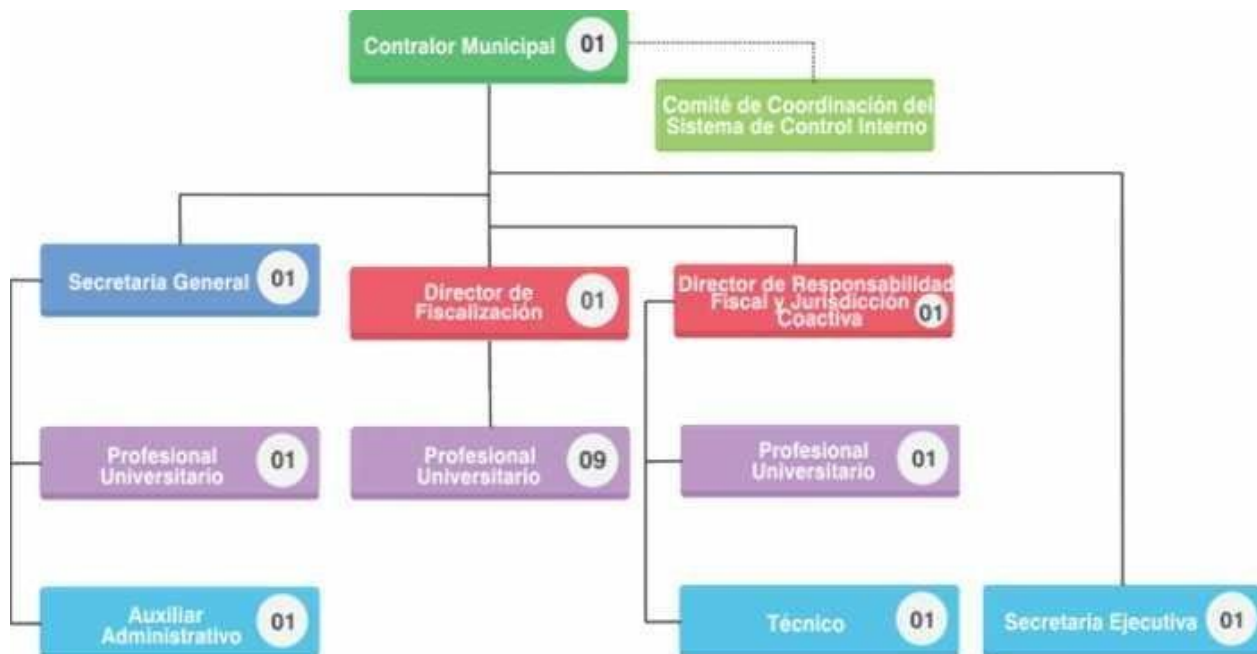 Contralor Municipal 01
Comité de Coordinación del
Sistema de Control Interno
Secretaria General 01
Director de
Fiscalización
01
Director de Responsabilidad
Fiscal y Jurisdicción
Coactiva
01
Profesional
Universitario
01
Profesional
Universitario
09
Profesional
Universitario
01
Auxiliar
Administrativo
01
Técnico 01
Secretaria Ejecutiva 01